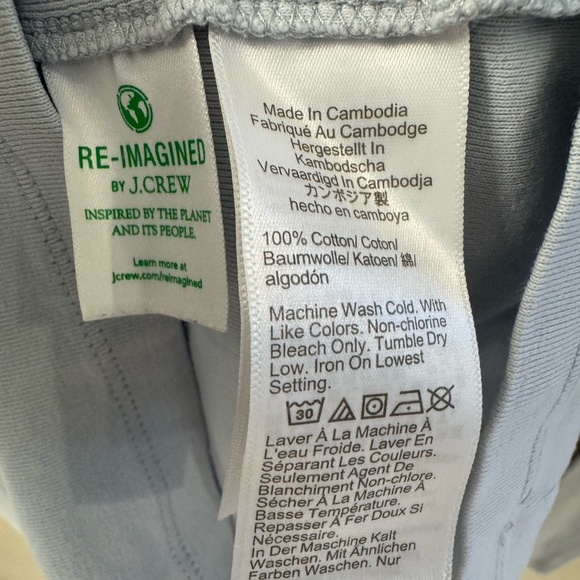 RE-IMAGINED
BY J.CREW
INSPIRED BY THE PLANET
AND ITS PEOPLE.
Learn more at
jcrew.com/reimagined
Made In Cambodia
Fabriqué Au Cambodge
Hergestellt In
Kambodscha
Vervaardigd In Cambodja
カンボジア製
hecho en camboya
100% Cotton/ Coton/
Baumwolle/ Katoen/ 綿/
algodón
Machine Wash Cold. With
Like Colors. Non-chlorine
Bleach Only. Tumble Dry
Low. Iron On Lowest
Setting.
30
Laver À La Machine À
L'eau Froide. Laver En
Séparant Les Couleurs.
Seulement Agent De
Blanchiment Non-chlore.
Sécher À La Machine À
Basse Température.
Repasser À Fer Doux Si
Nécessaire.
In Der Maschine Kalt
Waschen. Mit Ähnlichen
Farben Waschen. Nur